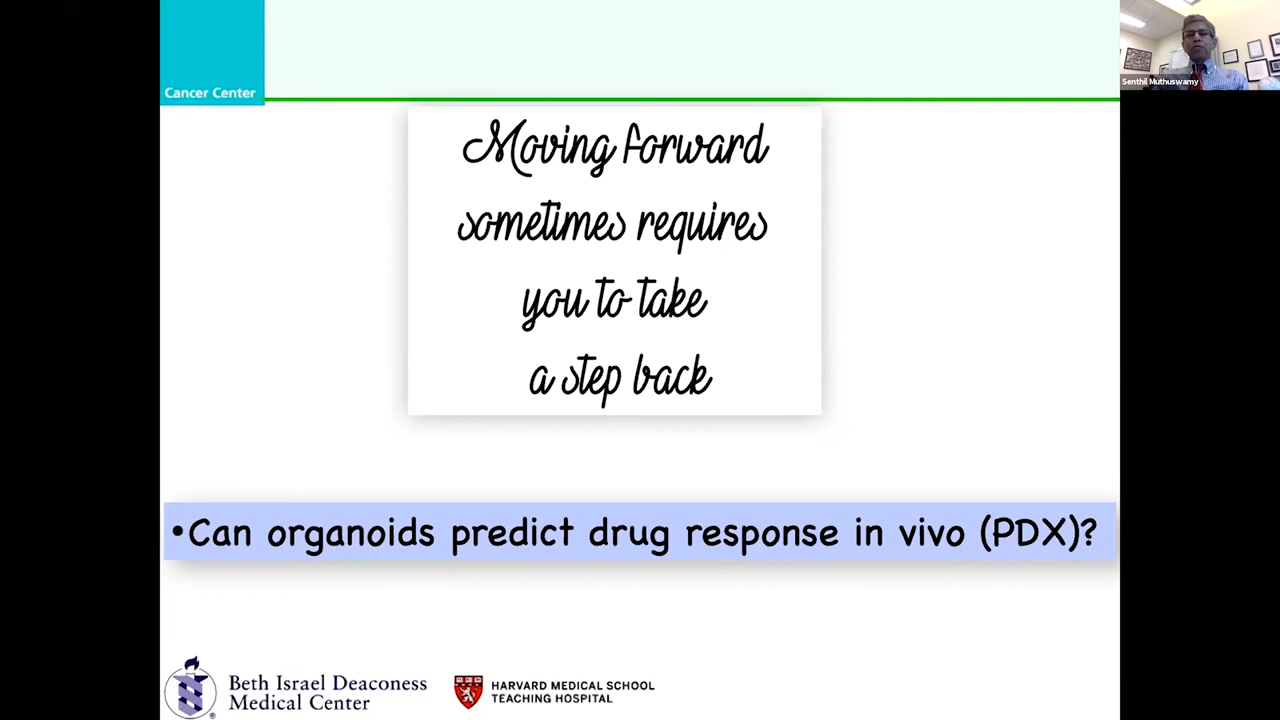 Cancer Center
Senthil Muthuswamy
Moving forward
sometimes requires
you to take
a step back
•Can organoids predict drug response in vivo (PDX)?
Beth Israel Deaconess
Medical Center
®
HARVARD MEDICAL SCHOOL
TEACHING HOSPITAL